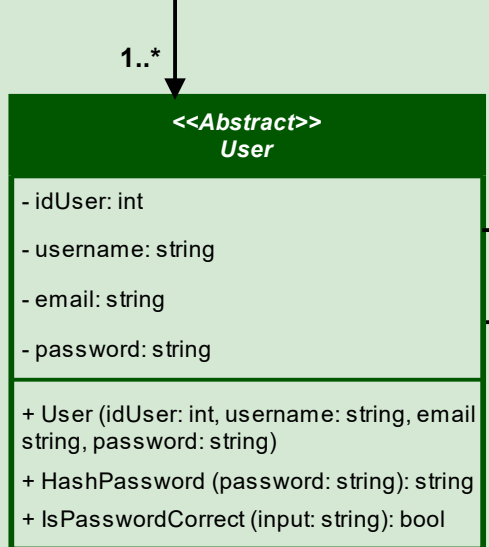 1..*
<<Abstract>>
User
- idUser: int
- username: string
- email: string
- password: string
+ User (idUser: int, username: string, email
string, password: string)
+ HashPassword (password: string): string
+ IsPasswordCorrect (input: string): bool